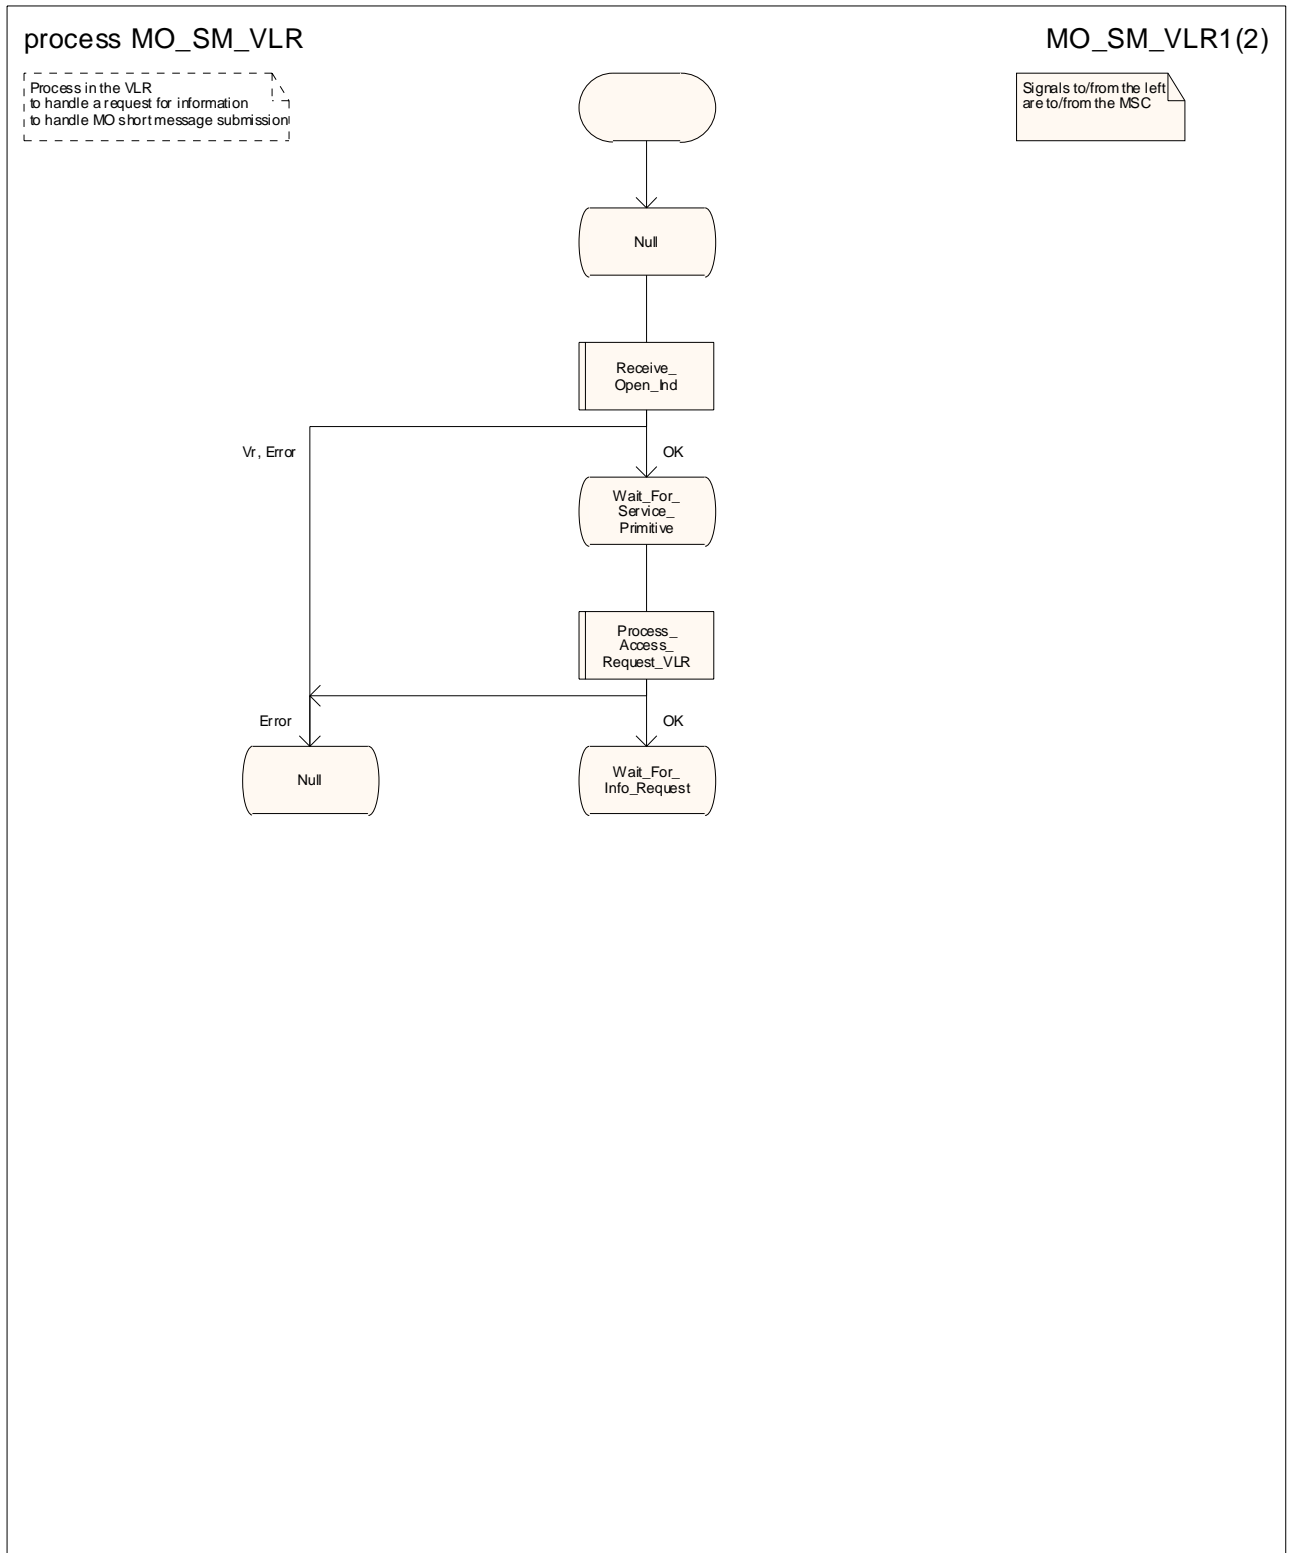 process MO_SM_VLR
MO_SM_VLR1(2)
Process in the VLR
to handle a request for information
to handle MO short message submission
Signals to/from the left
are to/from the MSC
Null
Receive_
Open_Ind
Vr, Error
OK
Wait_For_
Service_
Primitive
Process_
Access_
Request_VLR
Error
OK
Null
Wait_For_
Info_Request